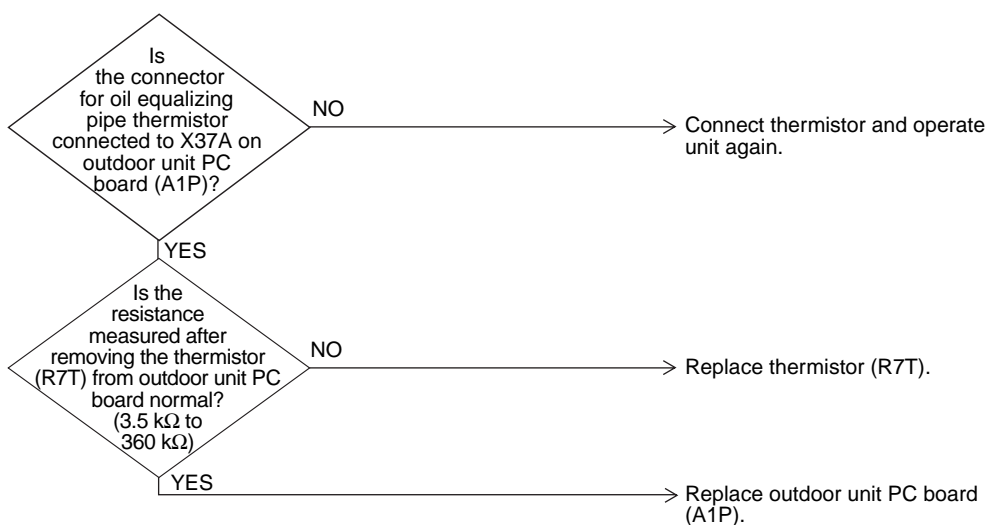 Is
the connector
for oil equalizing
pipe thermistor
connected to X37A on
outdoor unit PC
board (A1P)?
NO
Connect thermistor and operate
unit again.
YES
Is the
resistance
measured after
removing the thermistor
(R7T) from outdoor unit PC
board normal?
(3.5 kΩ to
360 kΩ)
NO
Replace thermistor (R7T).
YES
Replace outdoor unit PC board
(A1P).